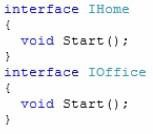 interface IHome
{
  void Start();
}
interface IOffice
{
  void Start();
}